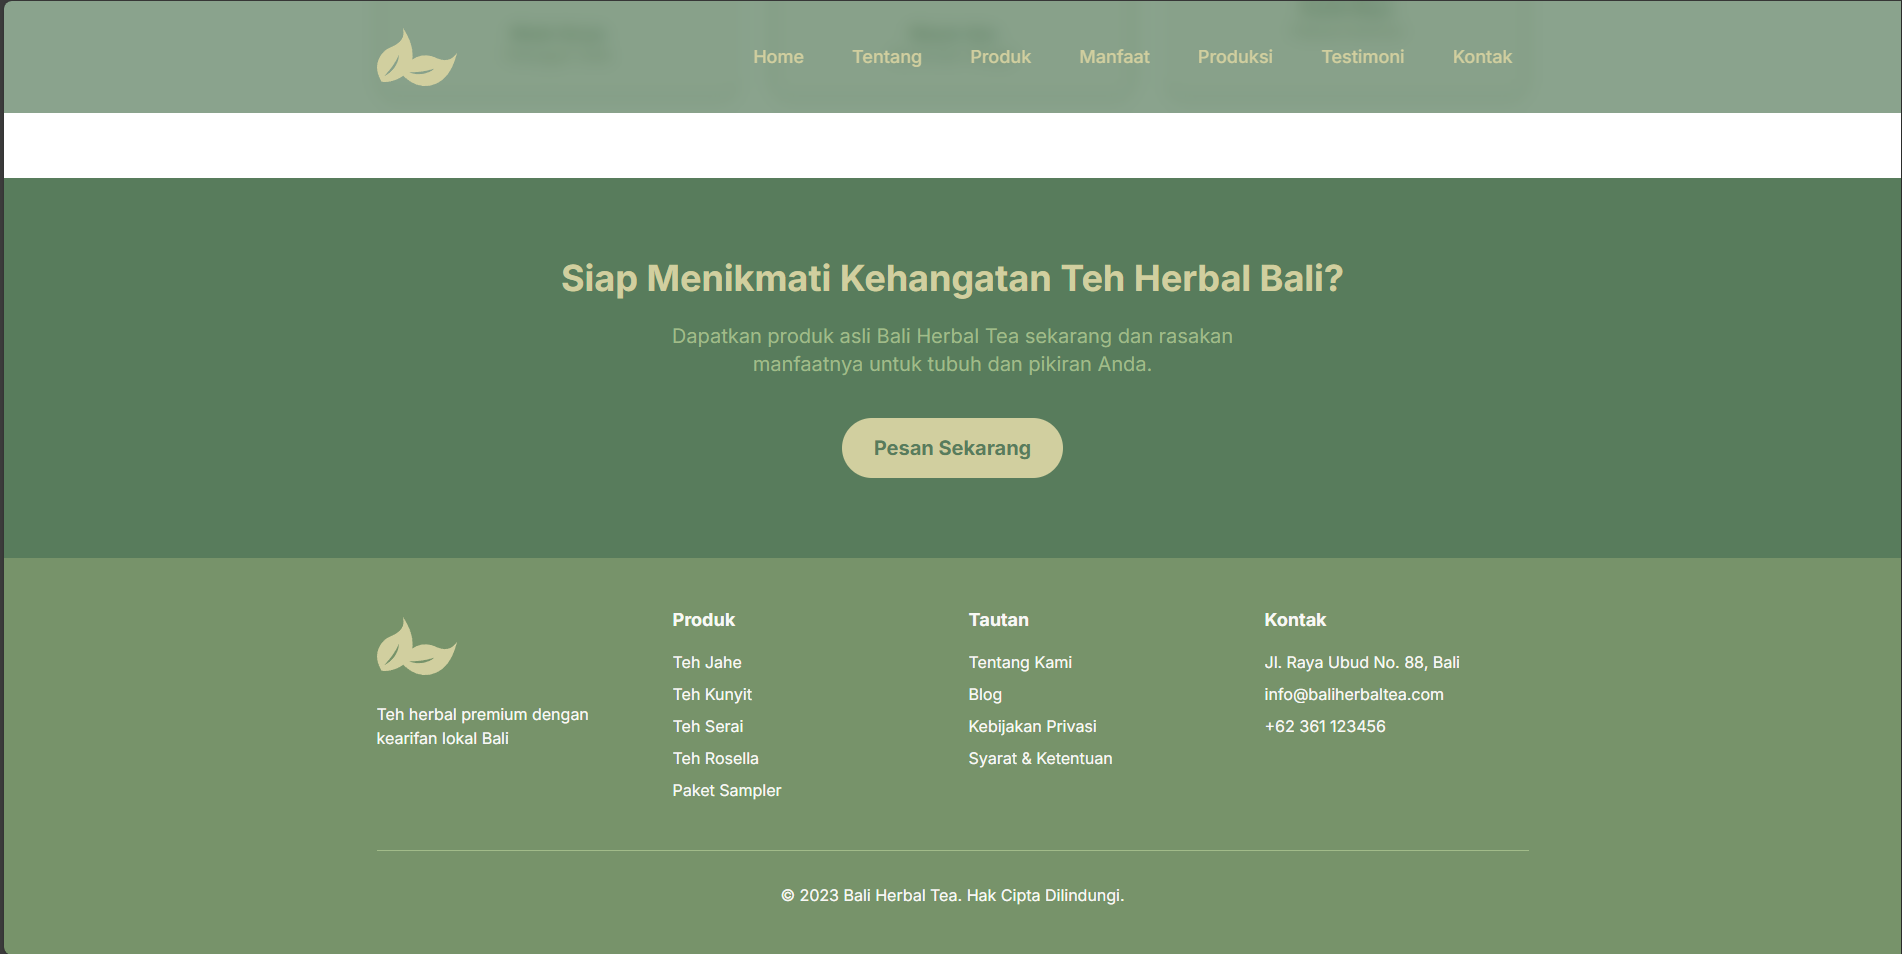 Home Tentang Produk Manfaat Produksi Testimoni Kontak
Siap Menikmati Kehangatan Teh Herbal Bali?
Dapatkan produk asli Bali Herbal Tea sekarang dan rasakan
manfaatnya untuk tubuh dan pikiran Anda.
Pesan Sekarang
Teh herbal premium dengan
kearifan lokal Bali
Produk
Teh Jahe
Teh Kunyit
Teh Serai
Teh Rosella
Paket Sampler
Tautan
Tentang Kami
Blog
Kebijakan Privasi
Syarat & Ketentuan
Kontak
Jl. Raya Ubud No. 88, Bali
info@baliherbaltea.com
+62 361 123456
© 2023 Bali Herbal Tea. Hak Cipta Dilindungi.